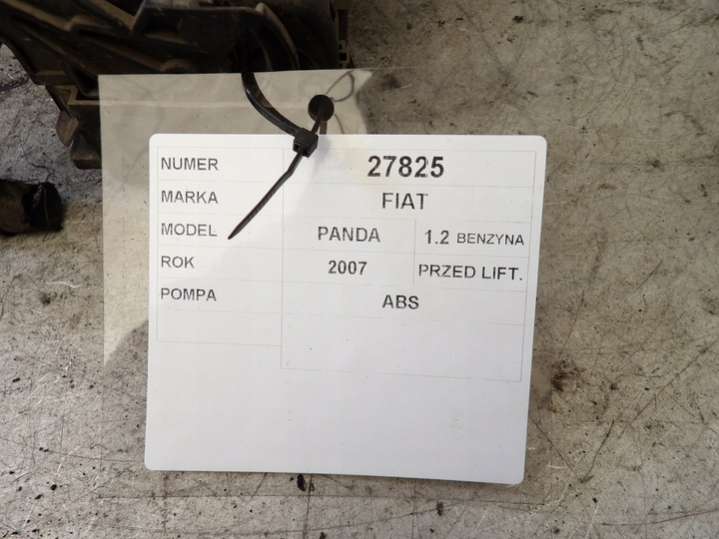 NUMER 27825
MARKA FIAT
MODEL PANDA 1.2 BENZYNA
ROK 2007 PRZED LIFT.
POMPA ABS